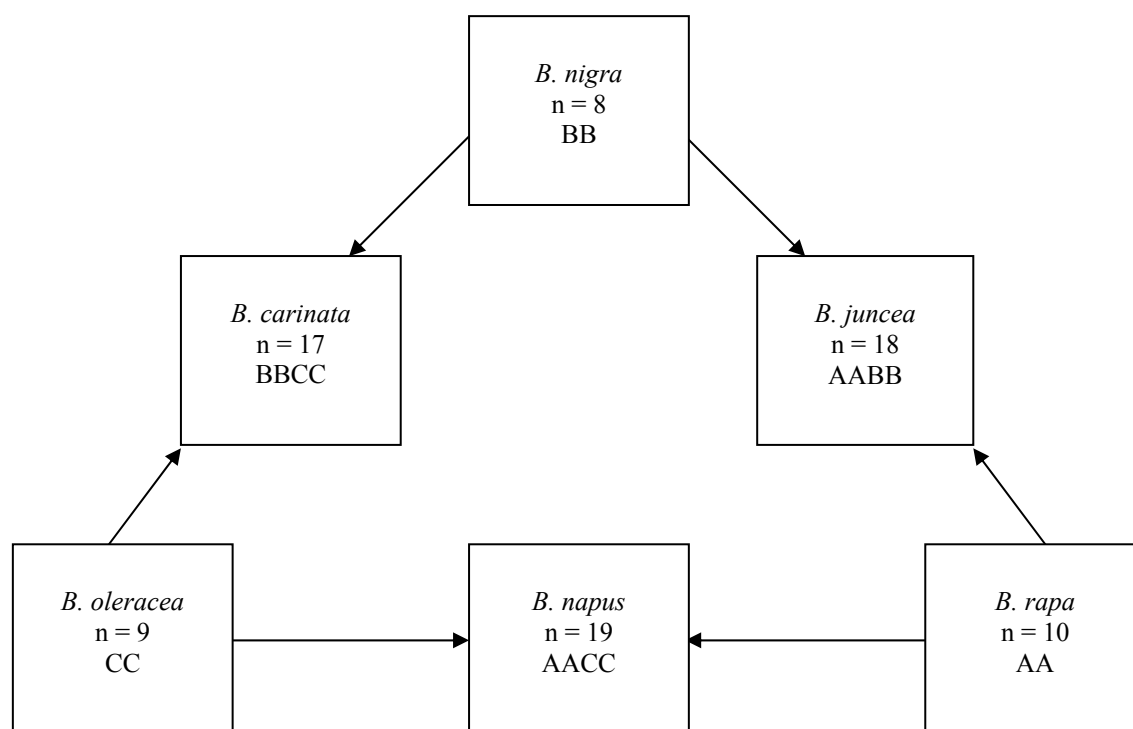 B. nigra
n = 8
BB
B. carinata
n = 17
BBCC
B. juncea
n = 18
AABB
B. oleracea
n = 9
CC
B. napus
n = 19
AACC
B. rapa
n = 10
AA